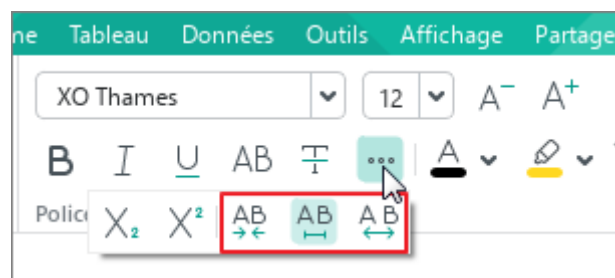 ne Tableau Données Outils Affichage Partage
XO Thames 12 A⁻ A⁺
B I U AB T A
Police X₂ X² AB AB AB